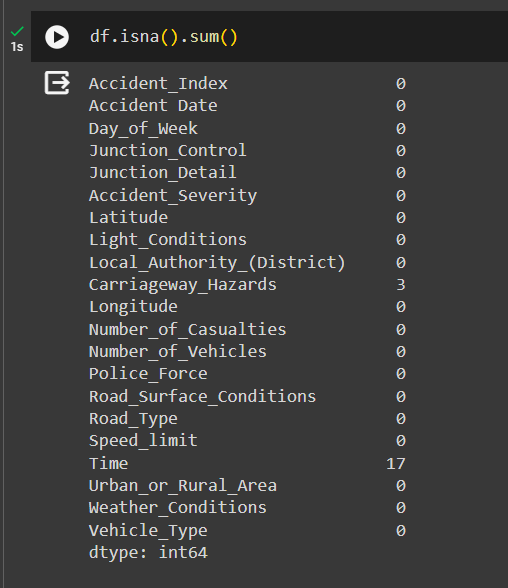 1s
df.isna().sum()
Accident_Index 0
Accident Date 0
Day_of_Week 0
Junction_Control 0
Junction_Detail 0
Accident_Severity 0
Latitude 0
Light_Conditions 0
Local_Authority_(District) 0
Carriageway_Hazards 3
Longitude 0
Number_of_Casualties 0
Number_of_Vehicles 0
Police_Force 0
Road_Surface_Conditions 0
Road_Type 0
Speed_limit 0
Time 17
Urban_or_Rural_Area 0
Weather_Conditions 0
Vehicle_Type 0
dtype: int64